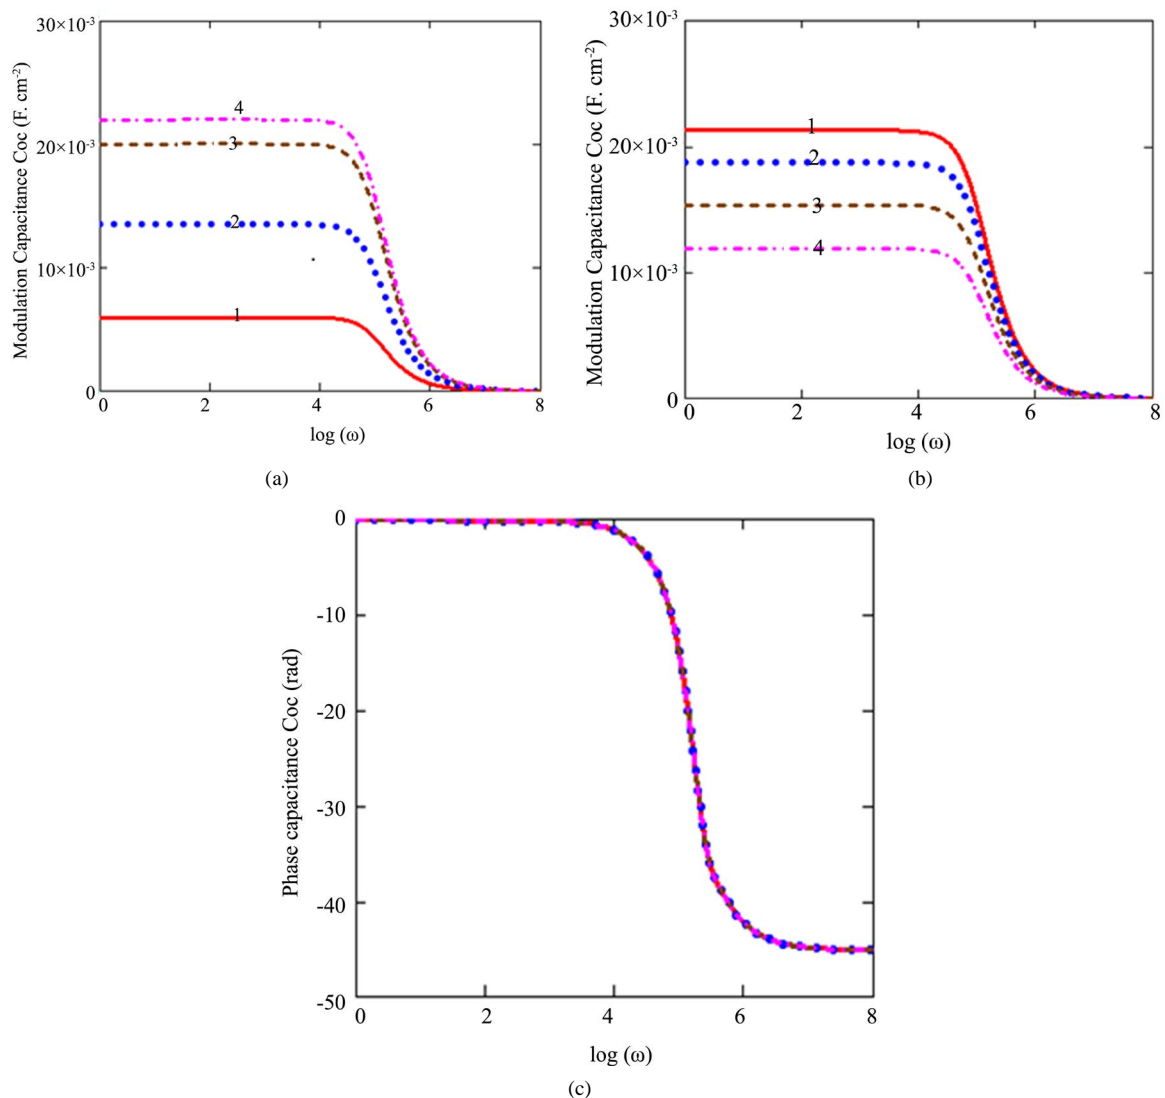 30×10⁻³
20×10⁻³
10×10⁻³
0
Modulation Capacitance Coc (F. cm⁻²)
4
3
2
1
0 2 4 6 8
log (ω)
(a)
30×10⁻³
20×10⁻³
10×10⁻³
0
Modulation Capacitance Coc (F. cm⁻²)
1
2
3
4
0 2 4 6 8
log (ω)
(b)
0
-10
-20
-30
-40
-50
Phase capacitance Coc (rad)
0 2 4 6 8
log (ω)
(c)